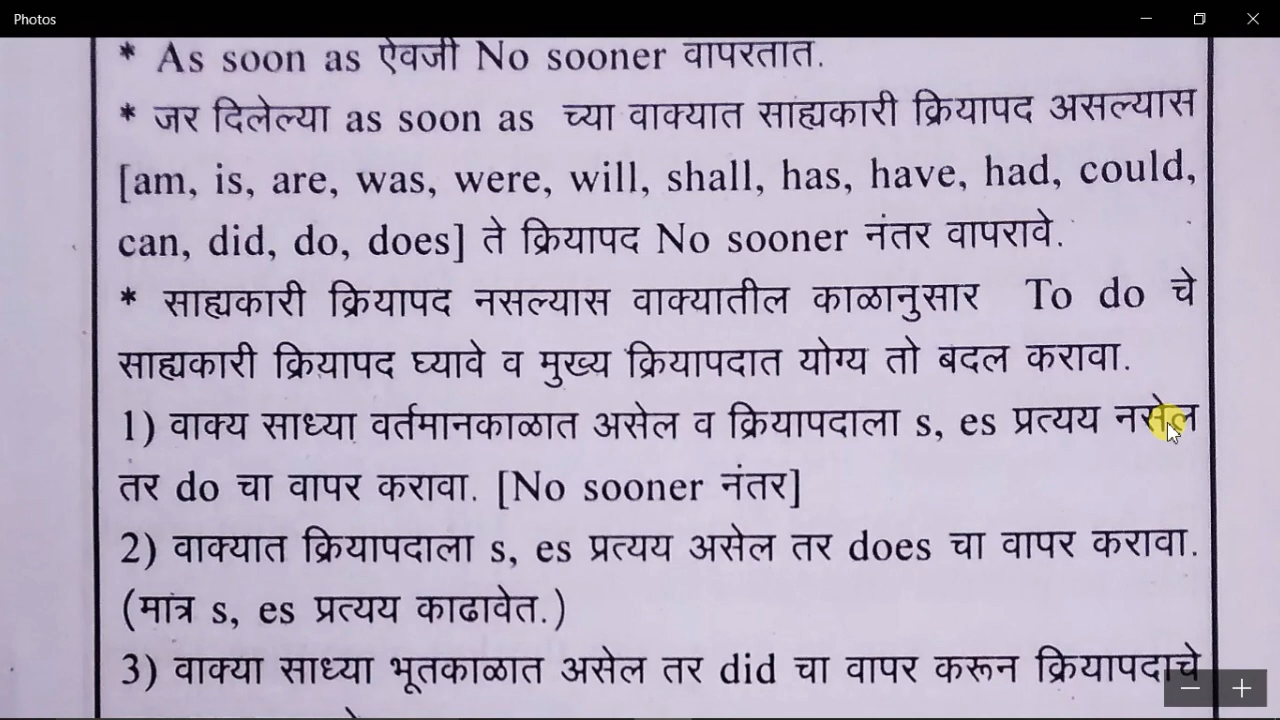 Photos
* As soon as ऐवजी No sooner वापरतात.
* जर दिलेल्या as soon as च्या वाक्यात साह्यकारी क्रियापद असल्यास
[am, is, are, was, were, will, shall, has, have, had, could,
can, did, do, does] ते क्रियापद No sooner नंतर वापरावे.
* साह्यकारी क्रियापद नसल्यास वाक्यातील काळानुसार To do चे
साह्यकारी क्रियापद घ्यावे व मुख्य क्रियापदात योग्य तो बदल करावा.
1) वाक्य साध्या वर्तमानकाळात असेल व क्रियापदाला s, es प्रत्यय नसेल
तर do चा वापर करावा. [No sooner नंतर]
2) वाक्यात क्रियापदाला s, es प्रत्यय असेल तर does चा वापर करावा.
(मात्र s, es प्रत्यय काढावेत.)
3) वाक्या साध्या भूतकाळात असेल तर did चा वापर करून क्रियापदाचे